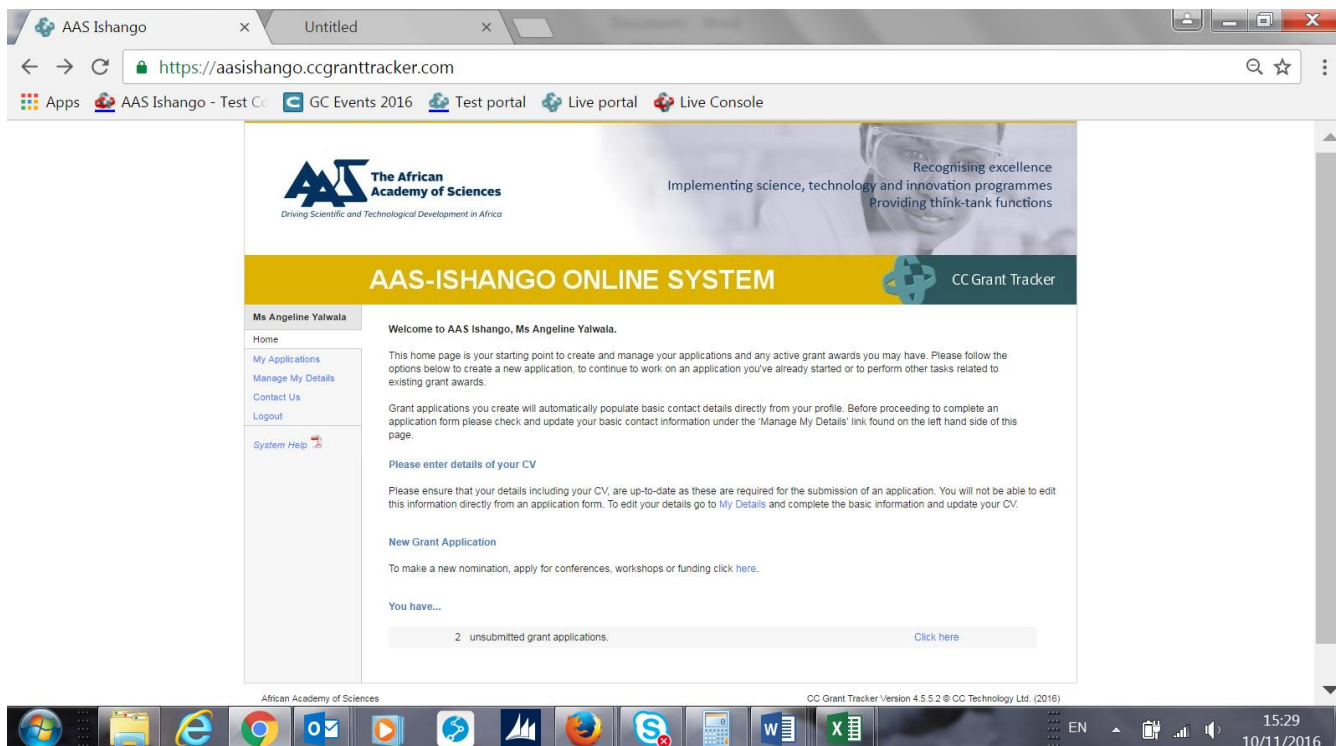 AAS Ishango
Untitled
https://aasishango.ccgranttracker.com
Apps AAS Ishango - Test Co GC Events 2016 Test portal Live portal Live Console
AAS
The African
Academy of Sciences
Driving Scientific and Technological Development in Africa
Recognising excellence
Implementing science, technology and innovation programmes
Providing think-tank functions
AAS-ISHANGO ONLINE SYSTEM
CC Grant Tracker
Ms Angeline Yalwala
Home
My Applications
Manage My Details
Contact Us
Logout
System Help
Welcome to AAS Ishango, Ms Angeline Yalwala.
This home page is your starting point to create and manage your applications and any active grant awards you may have. Please follow the
options below to create a new application, to continue to work on an application you've already started or to perform other tasks related to
existing grant awards.
Grant applications you create will automatically populate basic contact details directly from your profile. Before proceeding to complete an
application form please check and update your basic contact information under the 'Manage My Details' link found on the left hand side of this
page.
Please enter details of your CV
Please ensure that your details including your CV, are up-to-date as these are required for the submission of an application. You will not be able to edit
this information directly from an application form. To edit your details go to My Details and complete the basic information and update your CV.
New Grant Application
To make a new nomination, apply for conferences, workshops or funding click here.
You have...
2 unsubmitted grant applications. Click here
African Academy of Sciences
CC Grant Tracker Version 4.5.5.2 © CC Technology Ltd. (2016)
EN
15:29
10/11/2016